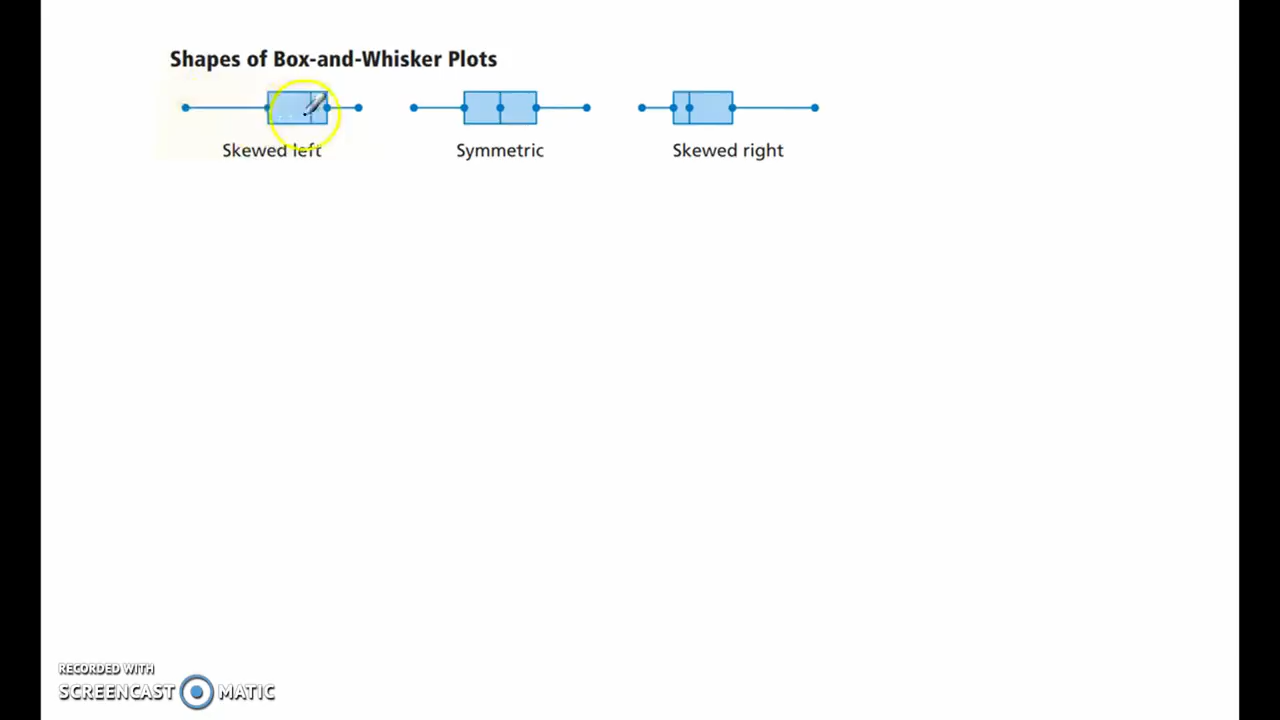 Shapes of Box-and-Whisker Plots
Skewed left
Symmetric
Skewed right
RECORDED WITH
SCREENCAST MATIC